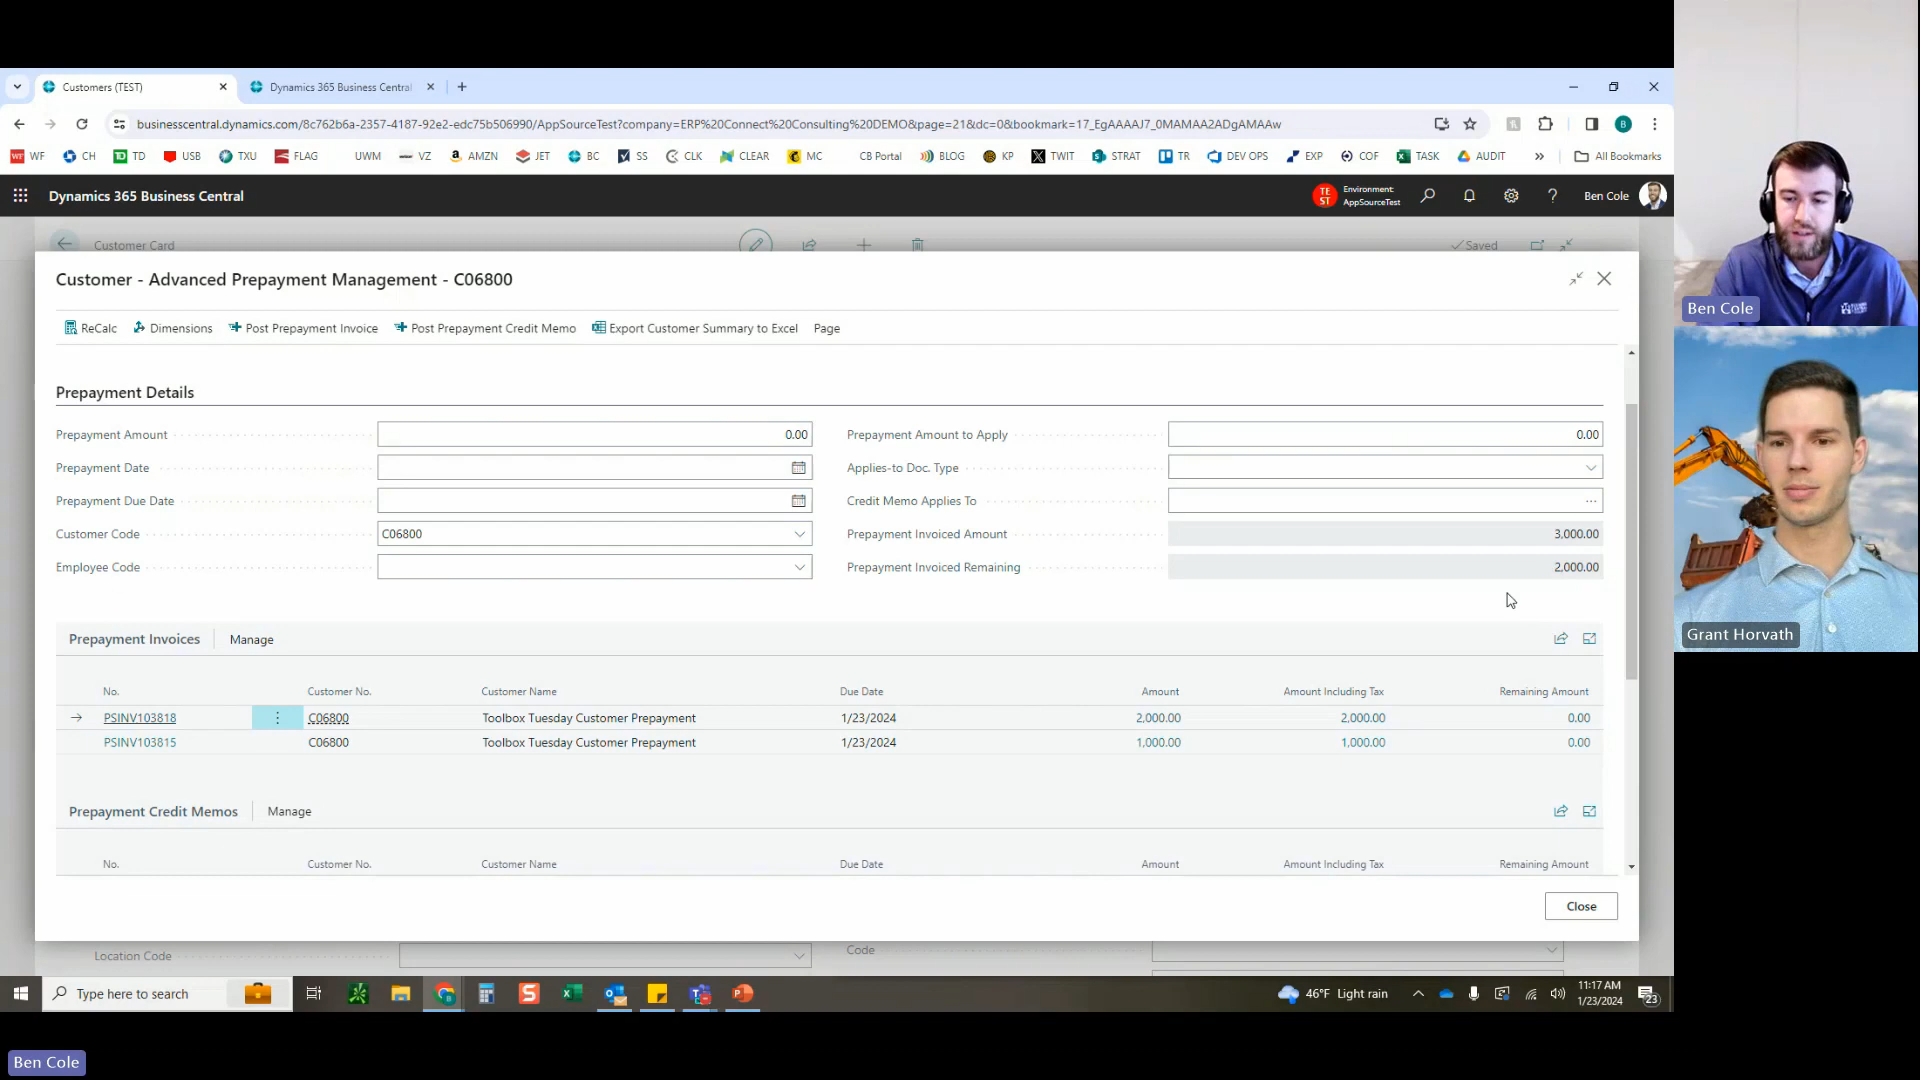 Customers (TEST)
Dynamics 365 Business Central
businesscentral.dynamics.com/8c762b6a-2357-4187-92e2-edc75b506990/AppSourceTest?company=ERP%20Connect%20Consulting%20DEMO&page=21&dc=0&bookmark=17_EgAAAAJ7_0MAMAA2ADgAMAAw
WF CH TD USB TXU FLAG UWM VZ AMZN JET BC SS CLK CLEAR MC CB Portal BLOG KP TWIT STRAT TR DEV OPS EXP COF TASK AUDIT » All Bookmarks
Dynamics 365 Business Central
TE ST
Environment:
AppSourceTest
Ben Cole
Customer Card
Saved
Customer - Advanced Prepayment Management - C06800
ReCalc Dimensions Post Prepayment Invoice Post Prepayment Credit Memo Export Customer Summary to Excel Page
Prepayment Details
Prepayment Amount 0.00 Prepayment Amount to Apply 0.00
Prepayment Date Applies-to Doc. Type
Prepayment Due Date Credit Memo Applies To
Customer Code C06800 Prepayment Invoiced Amount 3,000.00
Employee Code Prepayment Invoiced Remaining 2,000.00
Prepayment Invoices Manage
No. Customer No. Customer Name Due Date Amount Amount Including Tax Remaining Amount
PSINV103818 C06800 Toolbox Tuesday Customer Prepayment 1/23/2024 2,000.00 2,000.00 0.00
PSINV103815 C06800 Toolbox Tuesday Customer Prepayment 1/23/2024 1,000.00 1,000.00 0.00
Prepayment Credit Memos Manage
No. Customer No. Customer Name Due Date Amount Amount Including Tax Remaining Amount
Close
Location Code Code
Type here to search
46°F Light rain
11:17 AM
1/23/2024
23
Ben Cole
Grant Horvath
Ben Cole